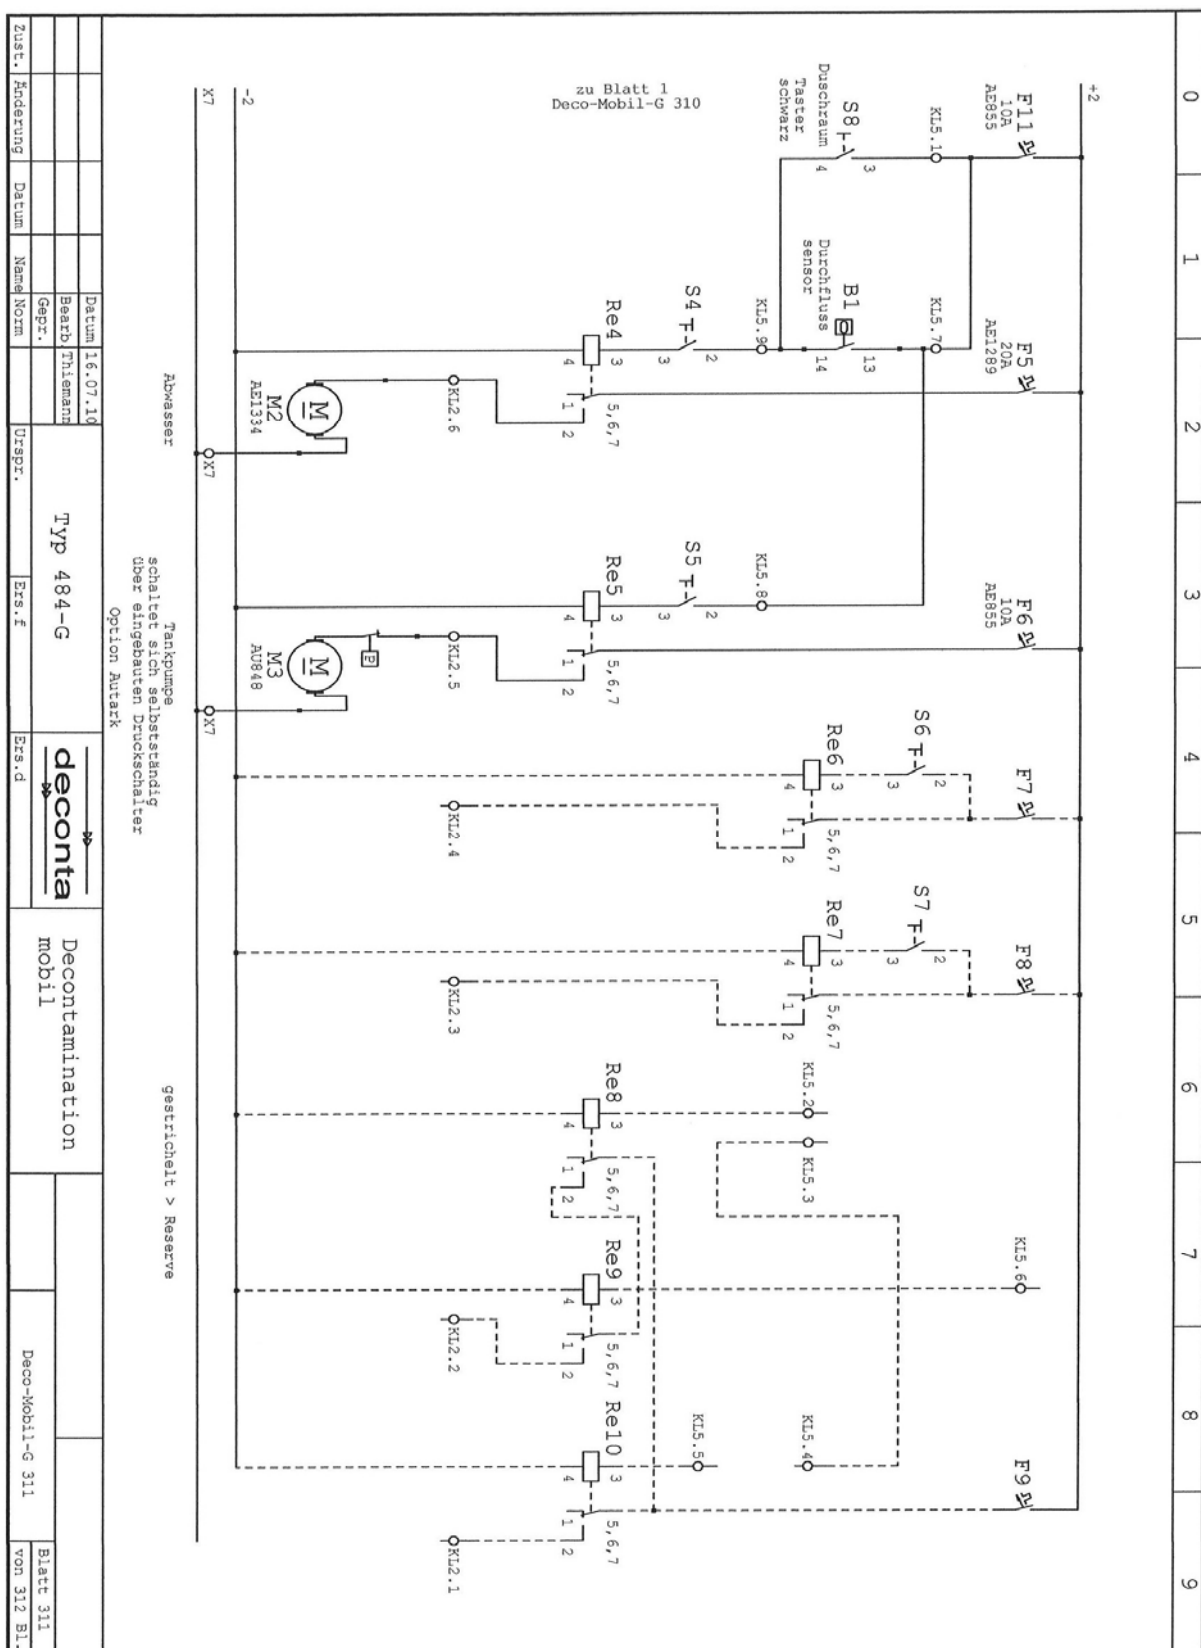 0 1 2 3 4 5 6 7 8 9
+2
F11
10A
AE855
F5
20A
AE1289
F6
10A
AE855
F7
F8
F9
KL5.1
KL5.7
KL5.6
S8
3
4
Duschraum
Taster
schwarz
B1
13
14
Durchfluss
sensor
S6
2
3
S7
2
3
KL5.9
KL5.8
Re6
3
4
5,6,7
1
2
Re7
3
4
5,6,7
1
2
KL5.2
KL5.3
KL5.4
KL5.5
zu Blatt 1
Deco-Mobil-G 310
S4
2
3
S5
2
3
Re4
3
4
5,6,7
1
2
Re5
3
4
5,6,7
1
2
Re8
3
4
5,6,7
1
2
Re9
3
4
5,6,7
1
2
Re10
3
4
5,6,7
1
2
KL2.6
KL2.5
KL2.4
KL2.3
KL2.2
KL2.1
P
M
M2
AE1334
M
M3
AU848
-2
X7
X7
X7
Abwasser
Tankpumpe
schaltet sich selbstständig
über eingebauten Druckschalter
Option Autark
gestrichelt > Reserve
Datum 16.07.10
Bearb. Thiemann
Gepr.
Zust. Änderung Datum Name Norm
Typ 484-G
Urspr. Ers.f Ers.d
deconta
Decontamination
mobil
Deco-Mobil-G 311
Blatt 311
von 312 Bl.